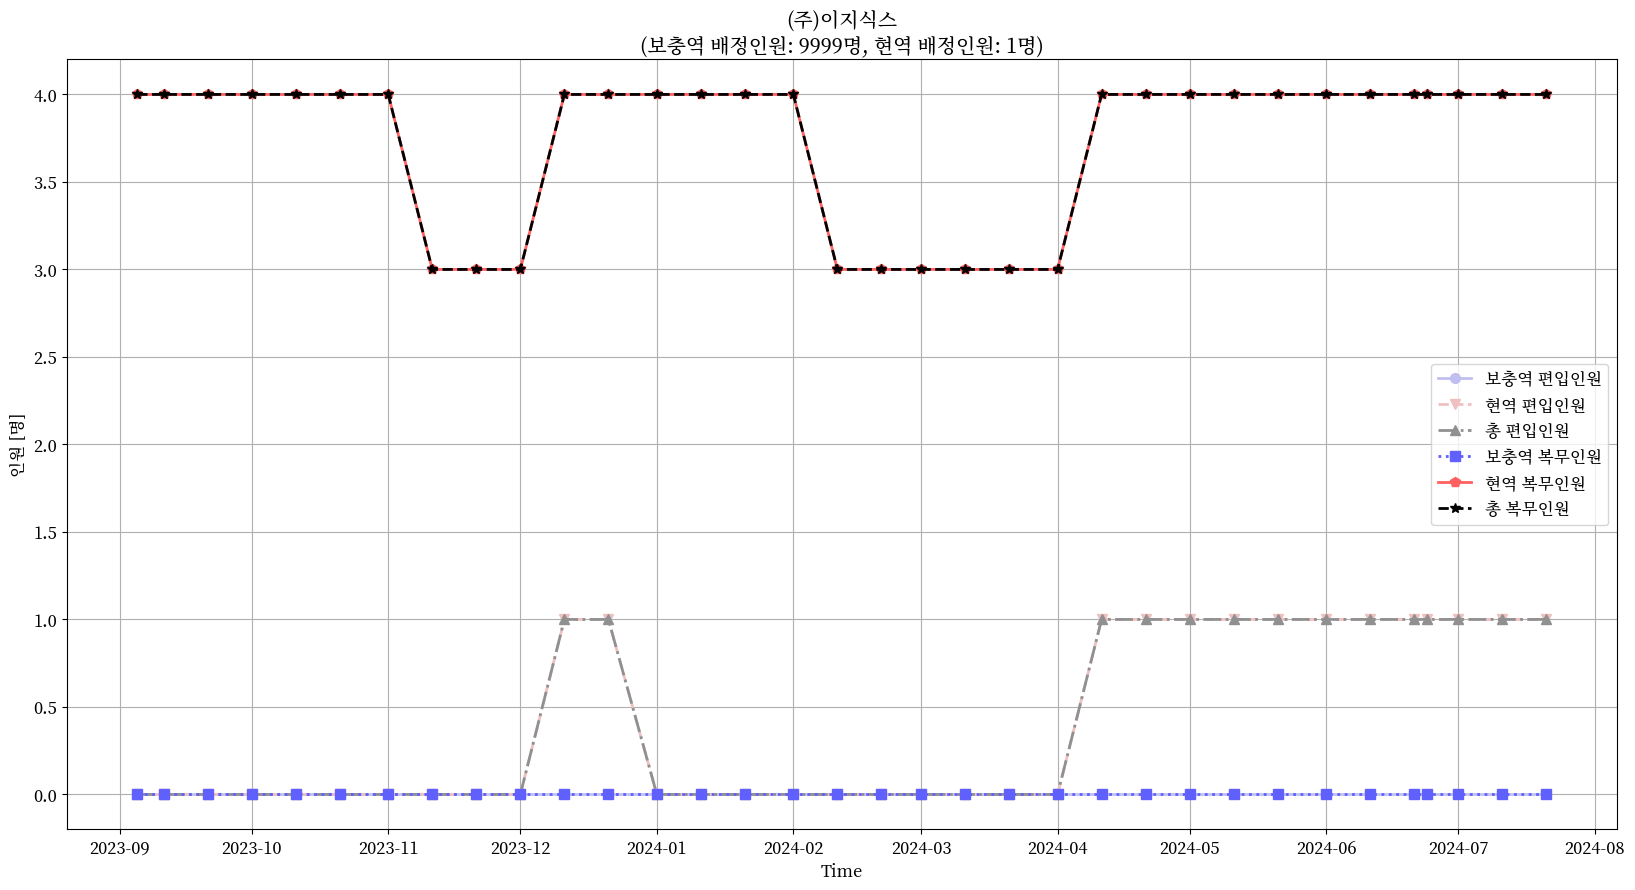 (주)이지식스
(보충역 배정인원: 9999명, 현역 배정인원: 1명)
인원 [명]
4.0
3.5
3.0
2.5
2.0
1.5
1.0
0.5
0.0
보충역 편입인원
현역 편입인원
총 편입인원
보충역 복무인원
현역 복무인원
총 복무인원
2023-09 2023-10 2023-11 2023-12 2024-01 2024-02 2024-03 2024-04 2024-05 2024-06 2024-07 2024-08
Time